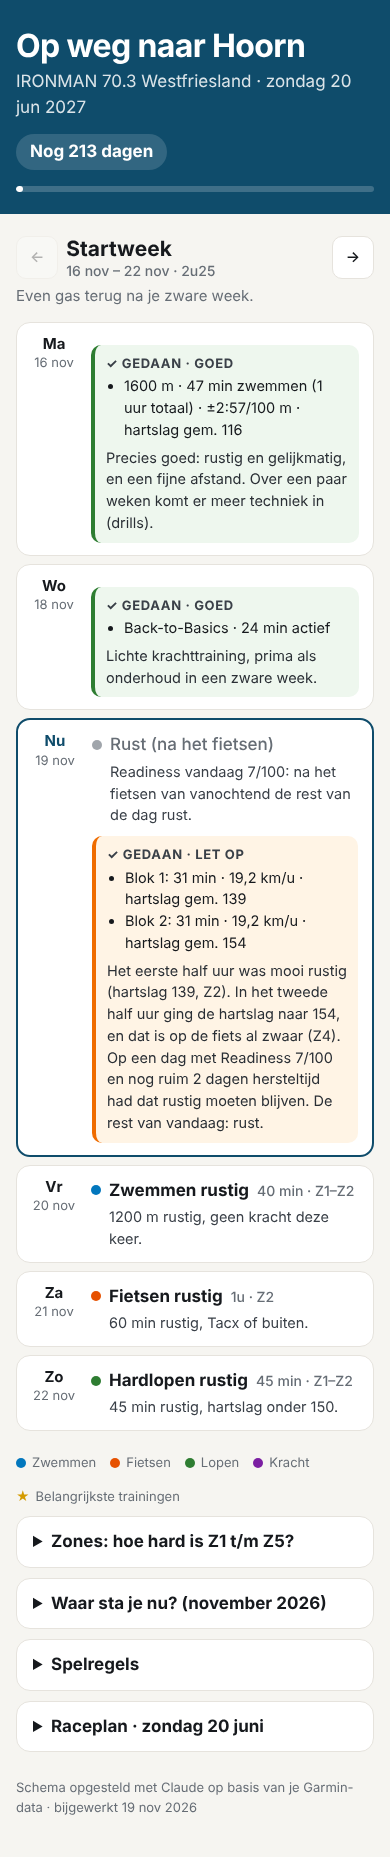 Op weg naar Hoorn
IRONMAN 70.3 Westfriesland · zondag 20
jun 2027
Nog 213 dagen
←
Startweek
16 nov – 22 nov · 2u25
→
Even gas terug na je zware week.
Ma
16 nov
✓ GEDAAN · GOED
• 1600 m · 47 min zwemmen (1
uur totaal) · ±2:57/100 m ·
hartslag gem. 116
Precies goed: rustig en gelijkmatig,
en een fijne afstand. Over een paar
weken komt er meer techniek in
(drills).
Wo
18 nov
✓ GEDAAN · GOED
• Back-to-Basics · 24 min actief
Lichte krachttraining, prima als
onderhoud in een zware week.
Nu
19 nov
Rust (na het fietsen)
Readiness vandaag 7/100: na het
fietsen van vanochtend de rest van
de dag rust.
✓ GEDAAN · LET OP
• Blok 1: 31 min · 19,2 km/u ·
hartslag gem. 139
• Blok 2: 31 min · 19,2 km/u ·
hartslag gem. 154
Het eerste half uur was mooi rustig
(hartslag 139, Z2). In het tweede
half uur ging de hartslag naar 154,
en dat is op de fiets al zwaar (Z4).
Op een dag met Readiness 7/100
en nog ruim 2 dagen hersteltijd
had dat rustig moeten blijven. De
rest van vandaag: rust.
Vr
20 nov
Zwemmen rustig 40 min · Z1–Z2
1200 m rustig, geen kracht deze
keer.
Za
21 nov
Fietsen rustig 1u · Z2
60 min rustig, Tacx of buiten.
Zo
22 nov
Hardlopen rustig 45 min · Z1–Z2
45 min rustig, hartslag onder 150.
Zwemmen Fietsen Lopen Kracht
★ Belangrijkste trainingen
▶ Zones: hoe hard is Z1 t/m Z5?
▶ Waar sta je nu? (november 2026)
▶ Spelregels
▶ Raceplan · zondag 20 juni
Schema opgesteld met Claude op basis van je Garmin-
data · bijgewerkt 19 nov 2026